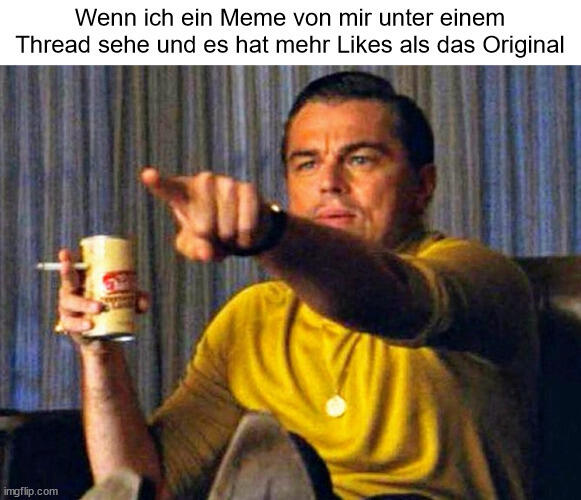 Wenn ich ein Meme von mir unter einem
Thread sehe und es hat mehr Likes als das Original
imgflip.com